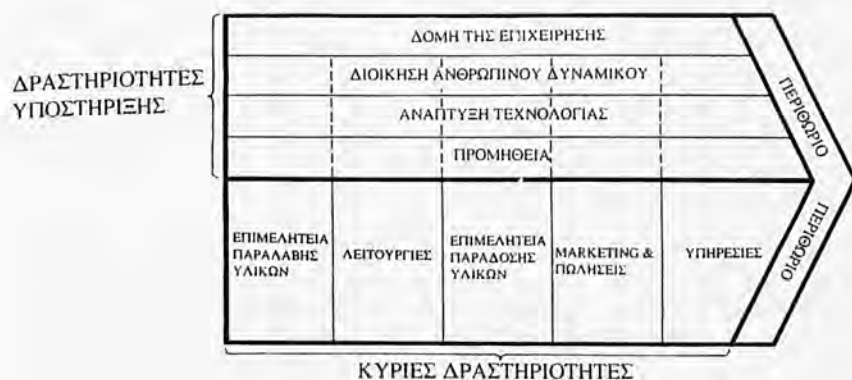 ΔΟΜΗ ΤΗΣ ΕΠΙΧΕΙΡΗΣΗΣ
ΔΡΑΣΤΗΡΙΟΤΗΤΕΣ
ΥΠΟΣΤΗΡΙΞΗΣ
ΔΙΟΙΚΗΣΗ ΑΝΘΡΩΠΙΝΟΥ ΔΥΝΑΜΙΚΟΥ
ΑΝΑΠΤΥΞΗ ΤΕΧΝΟΛΟΓΙΑΣ
ΠΡΟΜΗΘΕΙΑ
ΠΕΡΙΘΩΡΙΟ
ΠΕΡΙΘΩΡΙΟ
ΕΠΙΜΕΛΗΤΕΙΑ
ΠΑΡΑΛΑΒΗΣ
ΥΛΙΚΩΝ
ΛΕΙΤΟΥΡΓΙΕΣ
ΕΠΙΜΕΛΗΤΕΙΑ
ΠΑΡΑΔΟΣΗΣ
ΥΛΙΚΩΝ
MARKETING &
ΠΩΛΗΣΕΙΣ
ΥΠΗΡΕΣΙΕΣ
ΚΥΡΙΕΣ ΔΡΑΣΤΗΡΙΟΤΗΤΕΣ